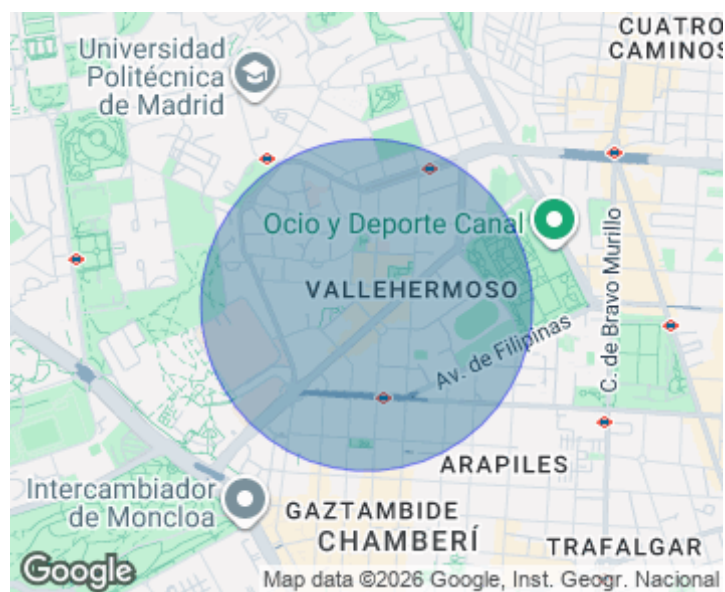 CUATRO
CAMINOS
Universidad
Politécnica
de Madrid
Ocio y Deporte Canal
VALLEHERMOSO
C. de Bravo Murillo
Av. de Filipinas
ARAPILES
Intercambiador
de Moncloa
GAZTAMBIDE
CHAMBERÍ
TRAFALGAR
Google
Map data ©2026 Google, Inst. Geogr. Nacional